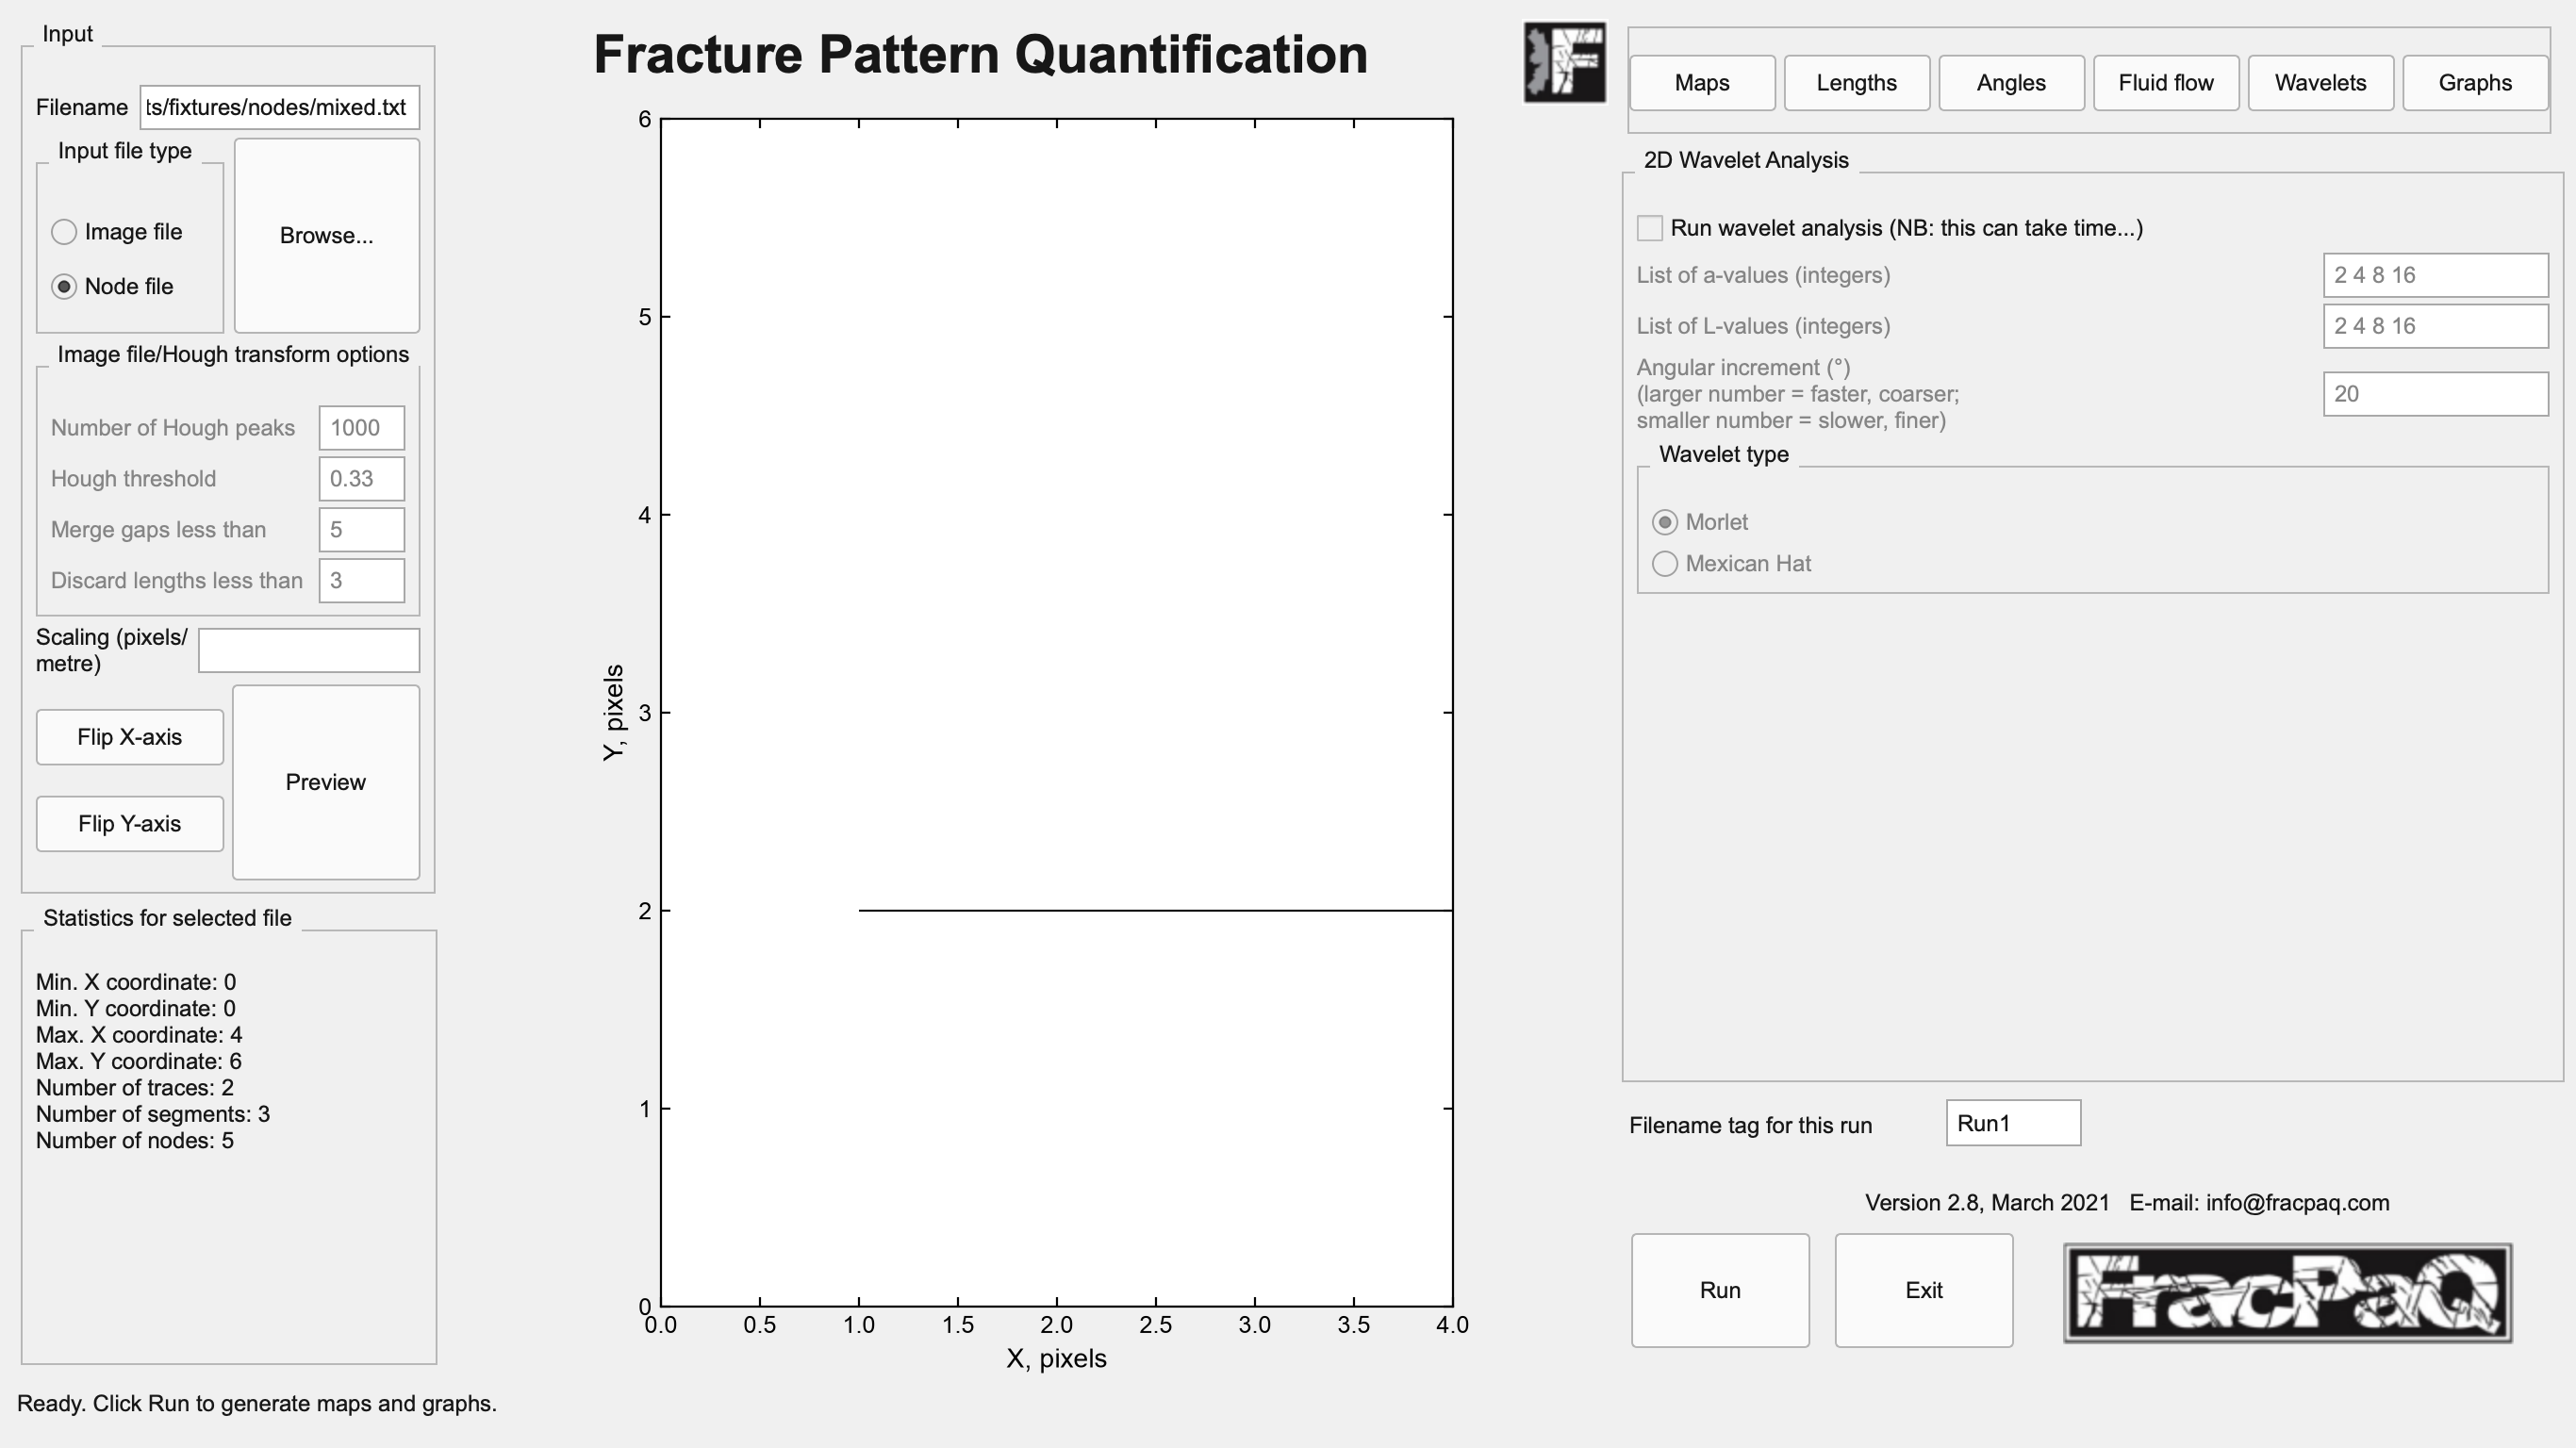 Input
Filename
ts/fixtures/nodes/mixed.txt
Input file type
Image file
Node file
Browse...
Image file/Hough transform options
Number of Hough peaks
1000
Hough threshold
0.33
Merge gaps less than
5
Discard lengths less than
3
Scaling (pixels/
metre)
Flip X-axis
Flip Y-axis
Preview
Statistics for selected file
Min. X coordinate: 0
Min. Y coordinate: 0
Max. X coordinate: 4
Max. Y coordinate: 6
Number of traces: 2
Number of segments: 3
Number of nodes: 5
Ready. Click Run to generate maps and graphs.
Fracture Pattern Quantification
6
5
4
3
2
1
0
Y, pixels
0.0 0.5 1.0 1.5 2.0 2.5 3.0 3.5 4.0
X, pixels
F
Maps Lengths Angles Fluid flow Wavelets Graphs
2D Wavelet Analysis
Run wavelet analysis (NB: this can take time...)
List of a-values (integers)
2 4 8 16
List of L-values (integers)
2 4 8 16
Angular increment (°)
(larger number = faster, coarser;
smaller number = slower, finer)
20
Wavelet type
Morlet
Mexican Hat
Filename tag for this run
Run1
Version 2.8, March 2021 E-mail: info@fracpaq.com
Run
Exit
FracPaQ